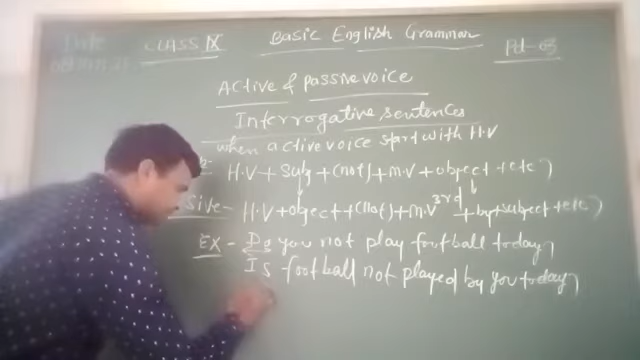 Date CLASS IX Basic English Grammar Pt-03
Active & Passive voice
Interrogative sentences
when active voice start with H.V
H.V + Sub + (not) + m.V + object + etc)
sive - H.V + object + (Not) + m.V 3rd + by + subject + etc)
EX - Do you not play football today,
Is football not played by you today,